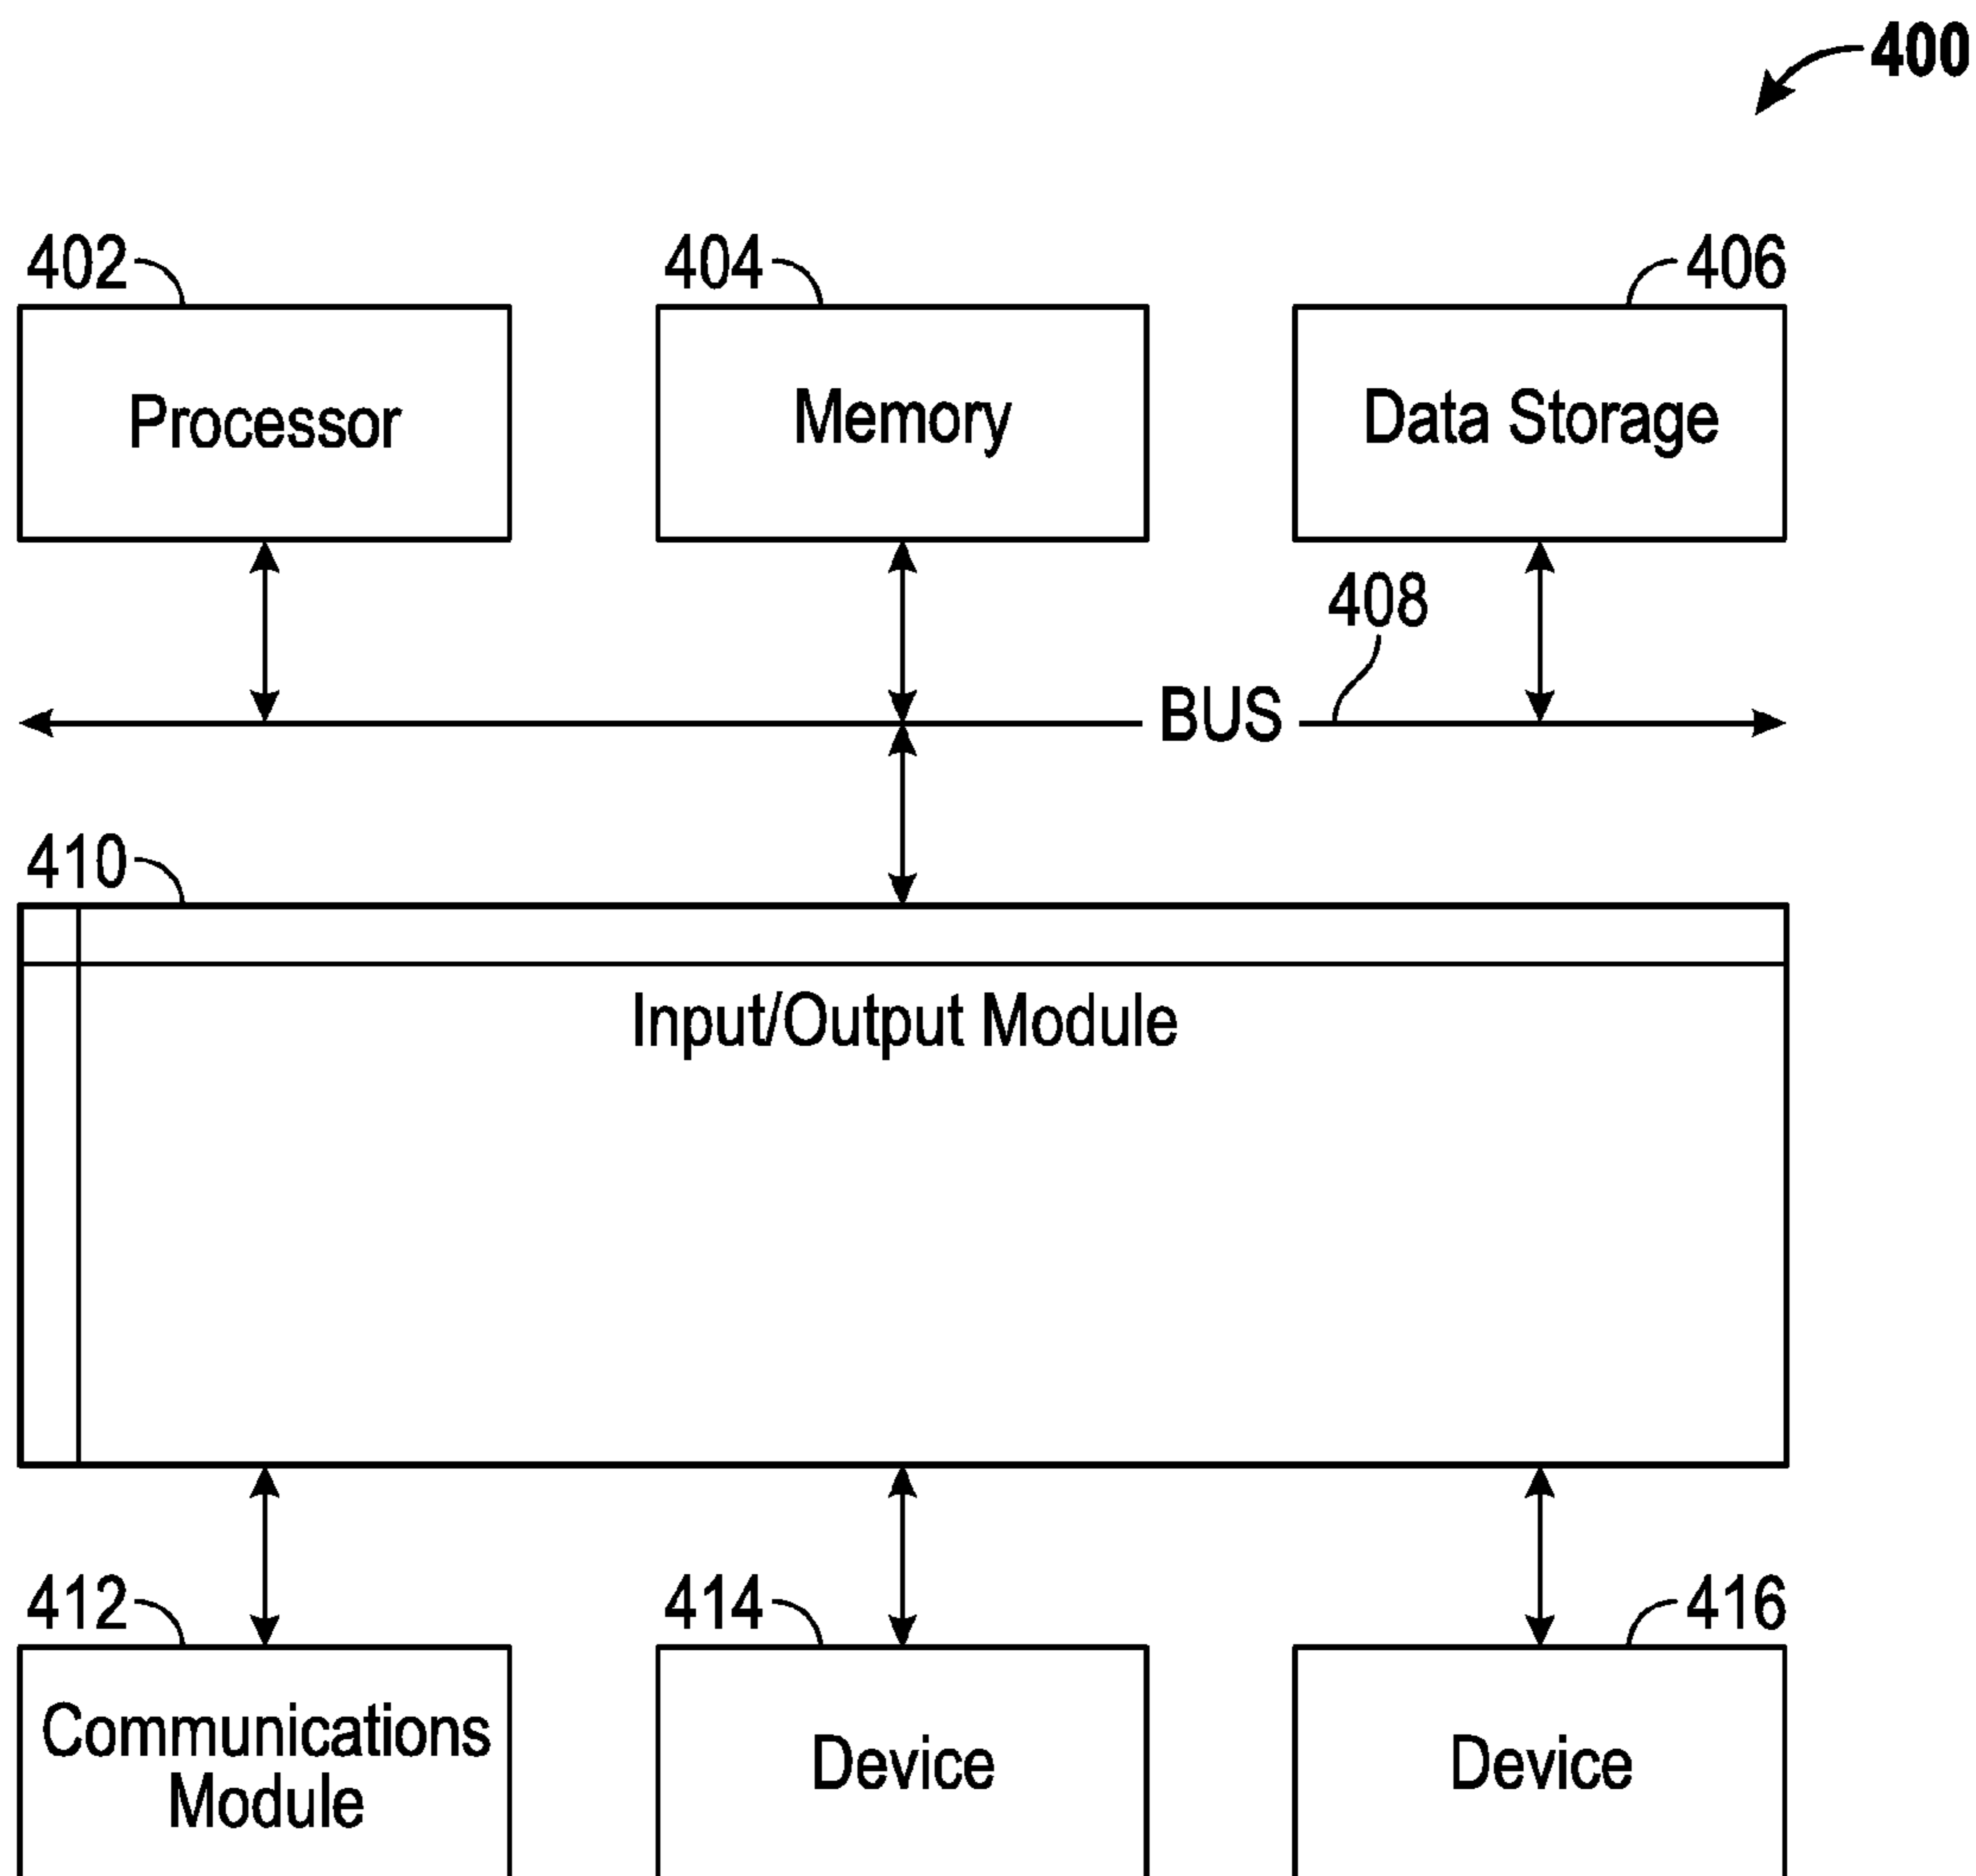 400
402
404
406
Processor
Memory
Data Storage
408
BUS
410
Input/Output Module
412
414
416
Communications
Module
Device
Device